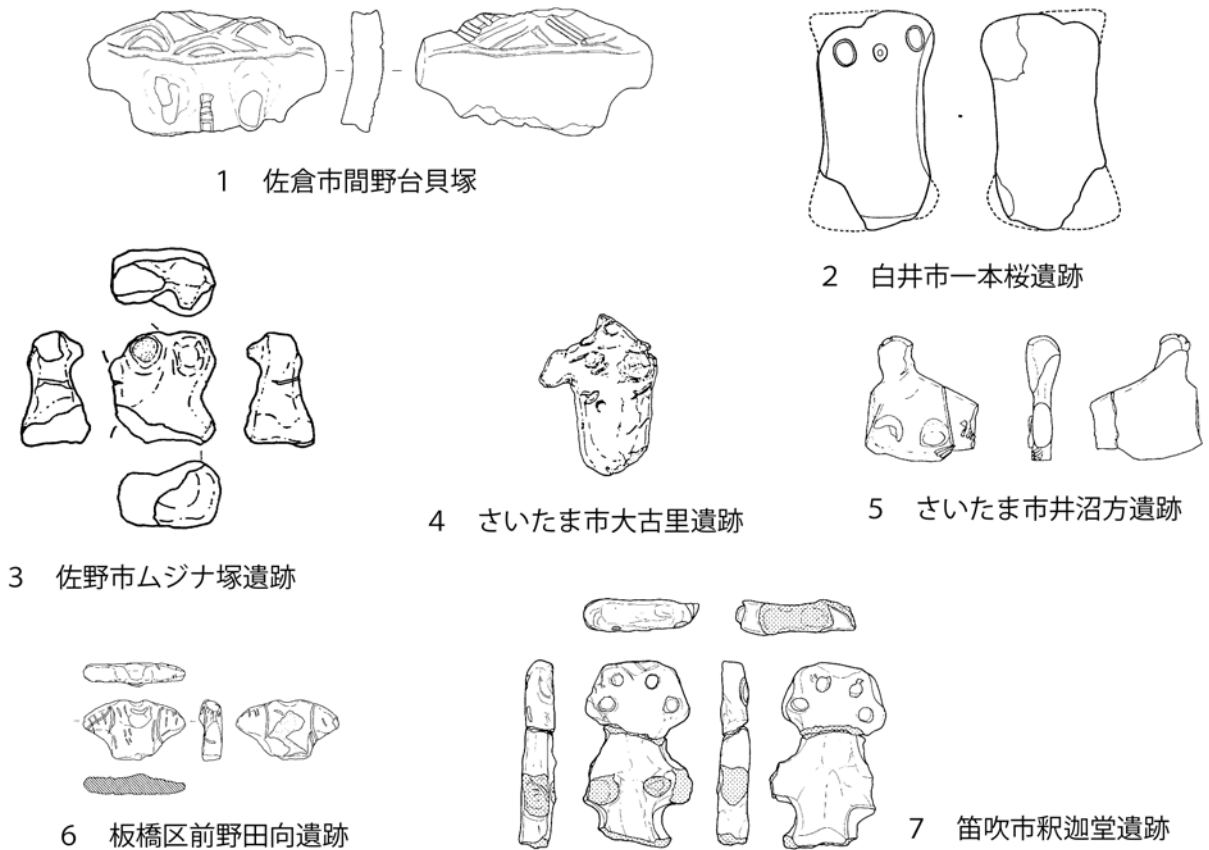 1 佐倉市間野台貝塚
2 白井市一本桜遺跡
3 佐野市ムジナ塚遺跡
4 さいたま市大古里遺跡
5 さいたま市井沼方遺跡
6 板橋区前野田向遺跡
7 笛吹市釈迦堂遺跡